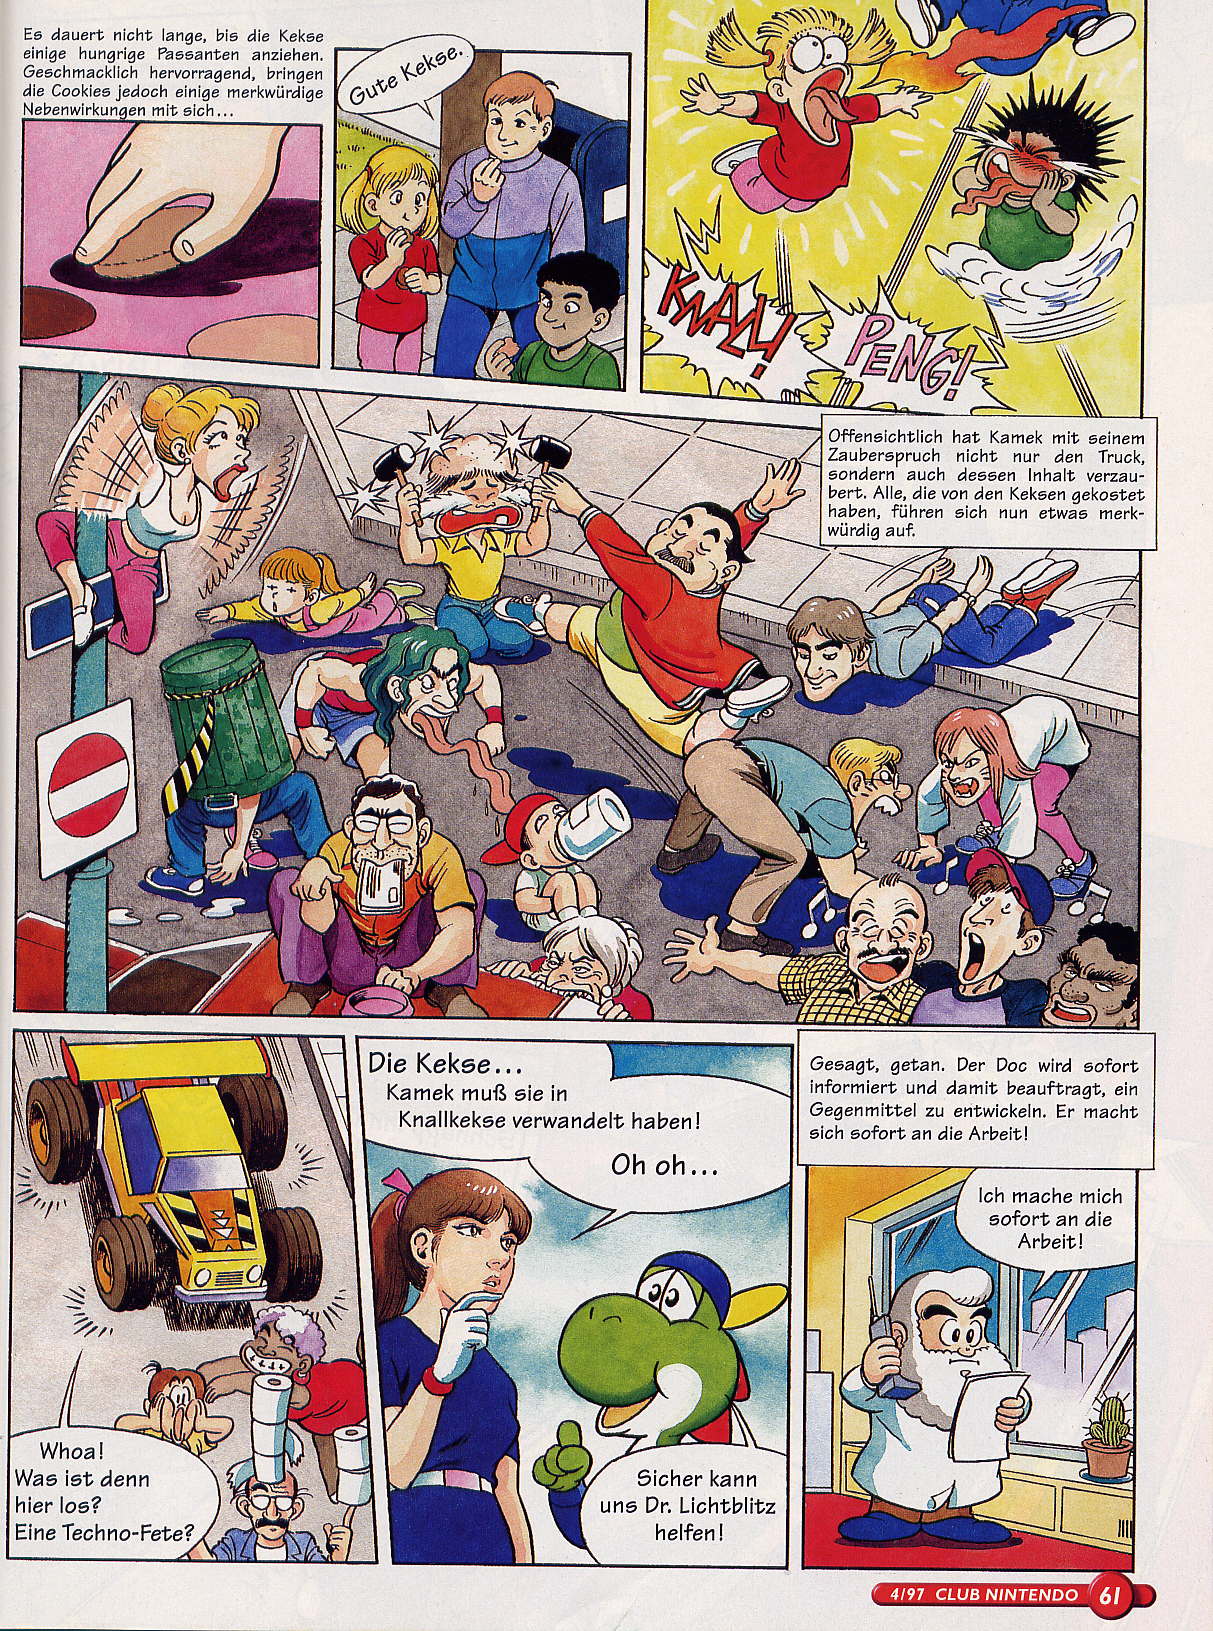 Es dauert nicht lange, bis die Kekse
einige hungrige Passanten anziehen.
Geschmacklich hervorragend, bringen
die Cookies jedoch einige merkwürdige
Nebenwirkungen mit sich...
Gute Kekse.
KNALL!
PENG!
Offensichtlich hat Kamek mit seinem
Zauberspruch nicht nur den Truck,
sondern auch dessen Inhalt verzau-
bert. Alle, die von den Keksen gekostet
haben, führen sich nun etwas merk-
würdig auf.
Whoa!
Was ist denn
hier los?
Eine Techno-Fete?
Die Kekse...
Kamek muß sie in
Knallkekse verwandelt haben!
Oh oh...
Sicher kann
uns Dr. Lichtblitz
helfen!
Gesagt, getan. Der Doc wird sofort
informiert und damit beauftragt, ein
Gegenmittel zu entwickeln. Er macht
sich sofort an die Arbeit!
Ich mache mich
sofort an die
Arbeit!
4/97 CLUB NINTENDO 61